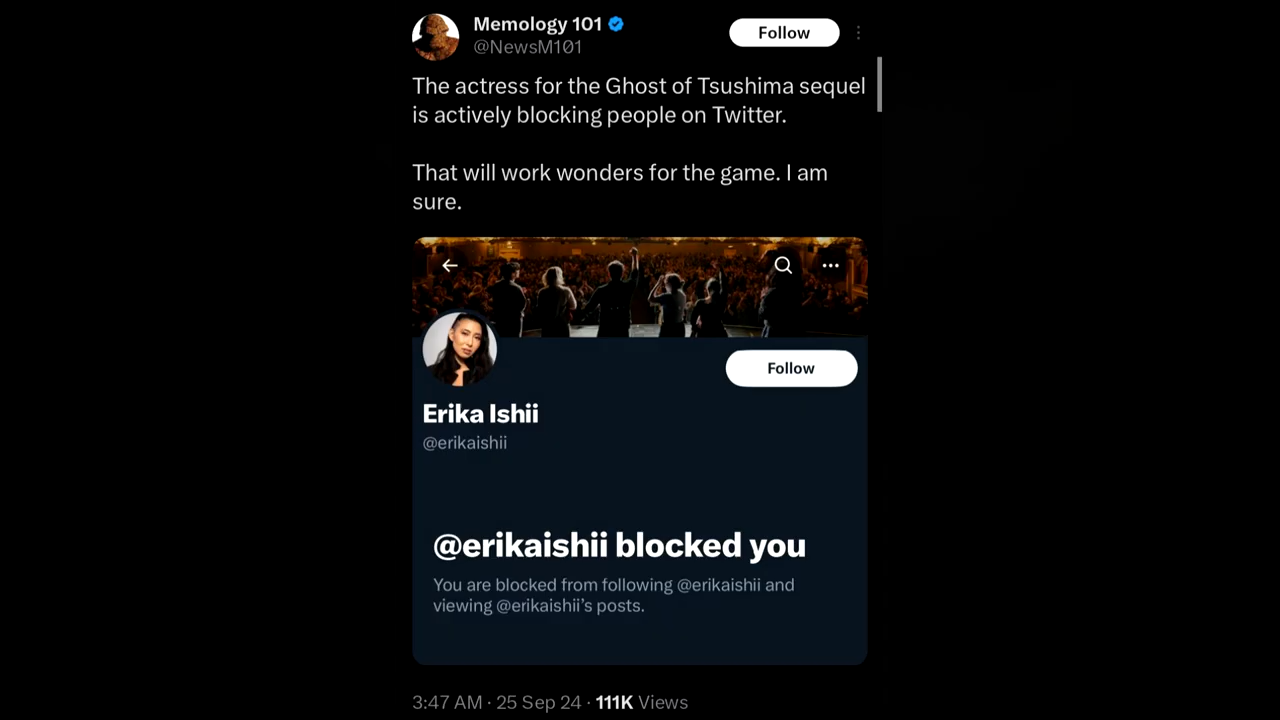 Memology 101
@NewsM101
Follow
The actress for the Ghost of Tsushima sequel
is actively blocking people on Twitter.
That will work wonders for the game. I am
sure.
Follow
Erika Ishii
@erikaishii
@erikaishii blocked you
You are blocked from following @erikaishii and
viewing @erikaishii’s posts.
3:47 AM · 25 Sep 24 · 111K Views